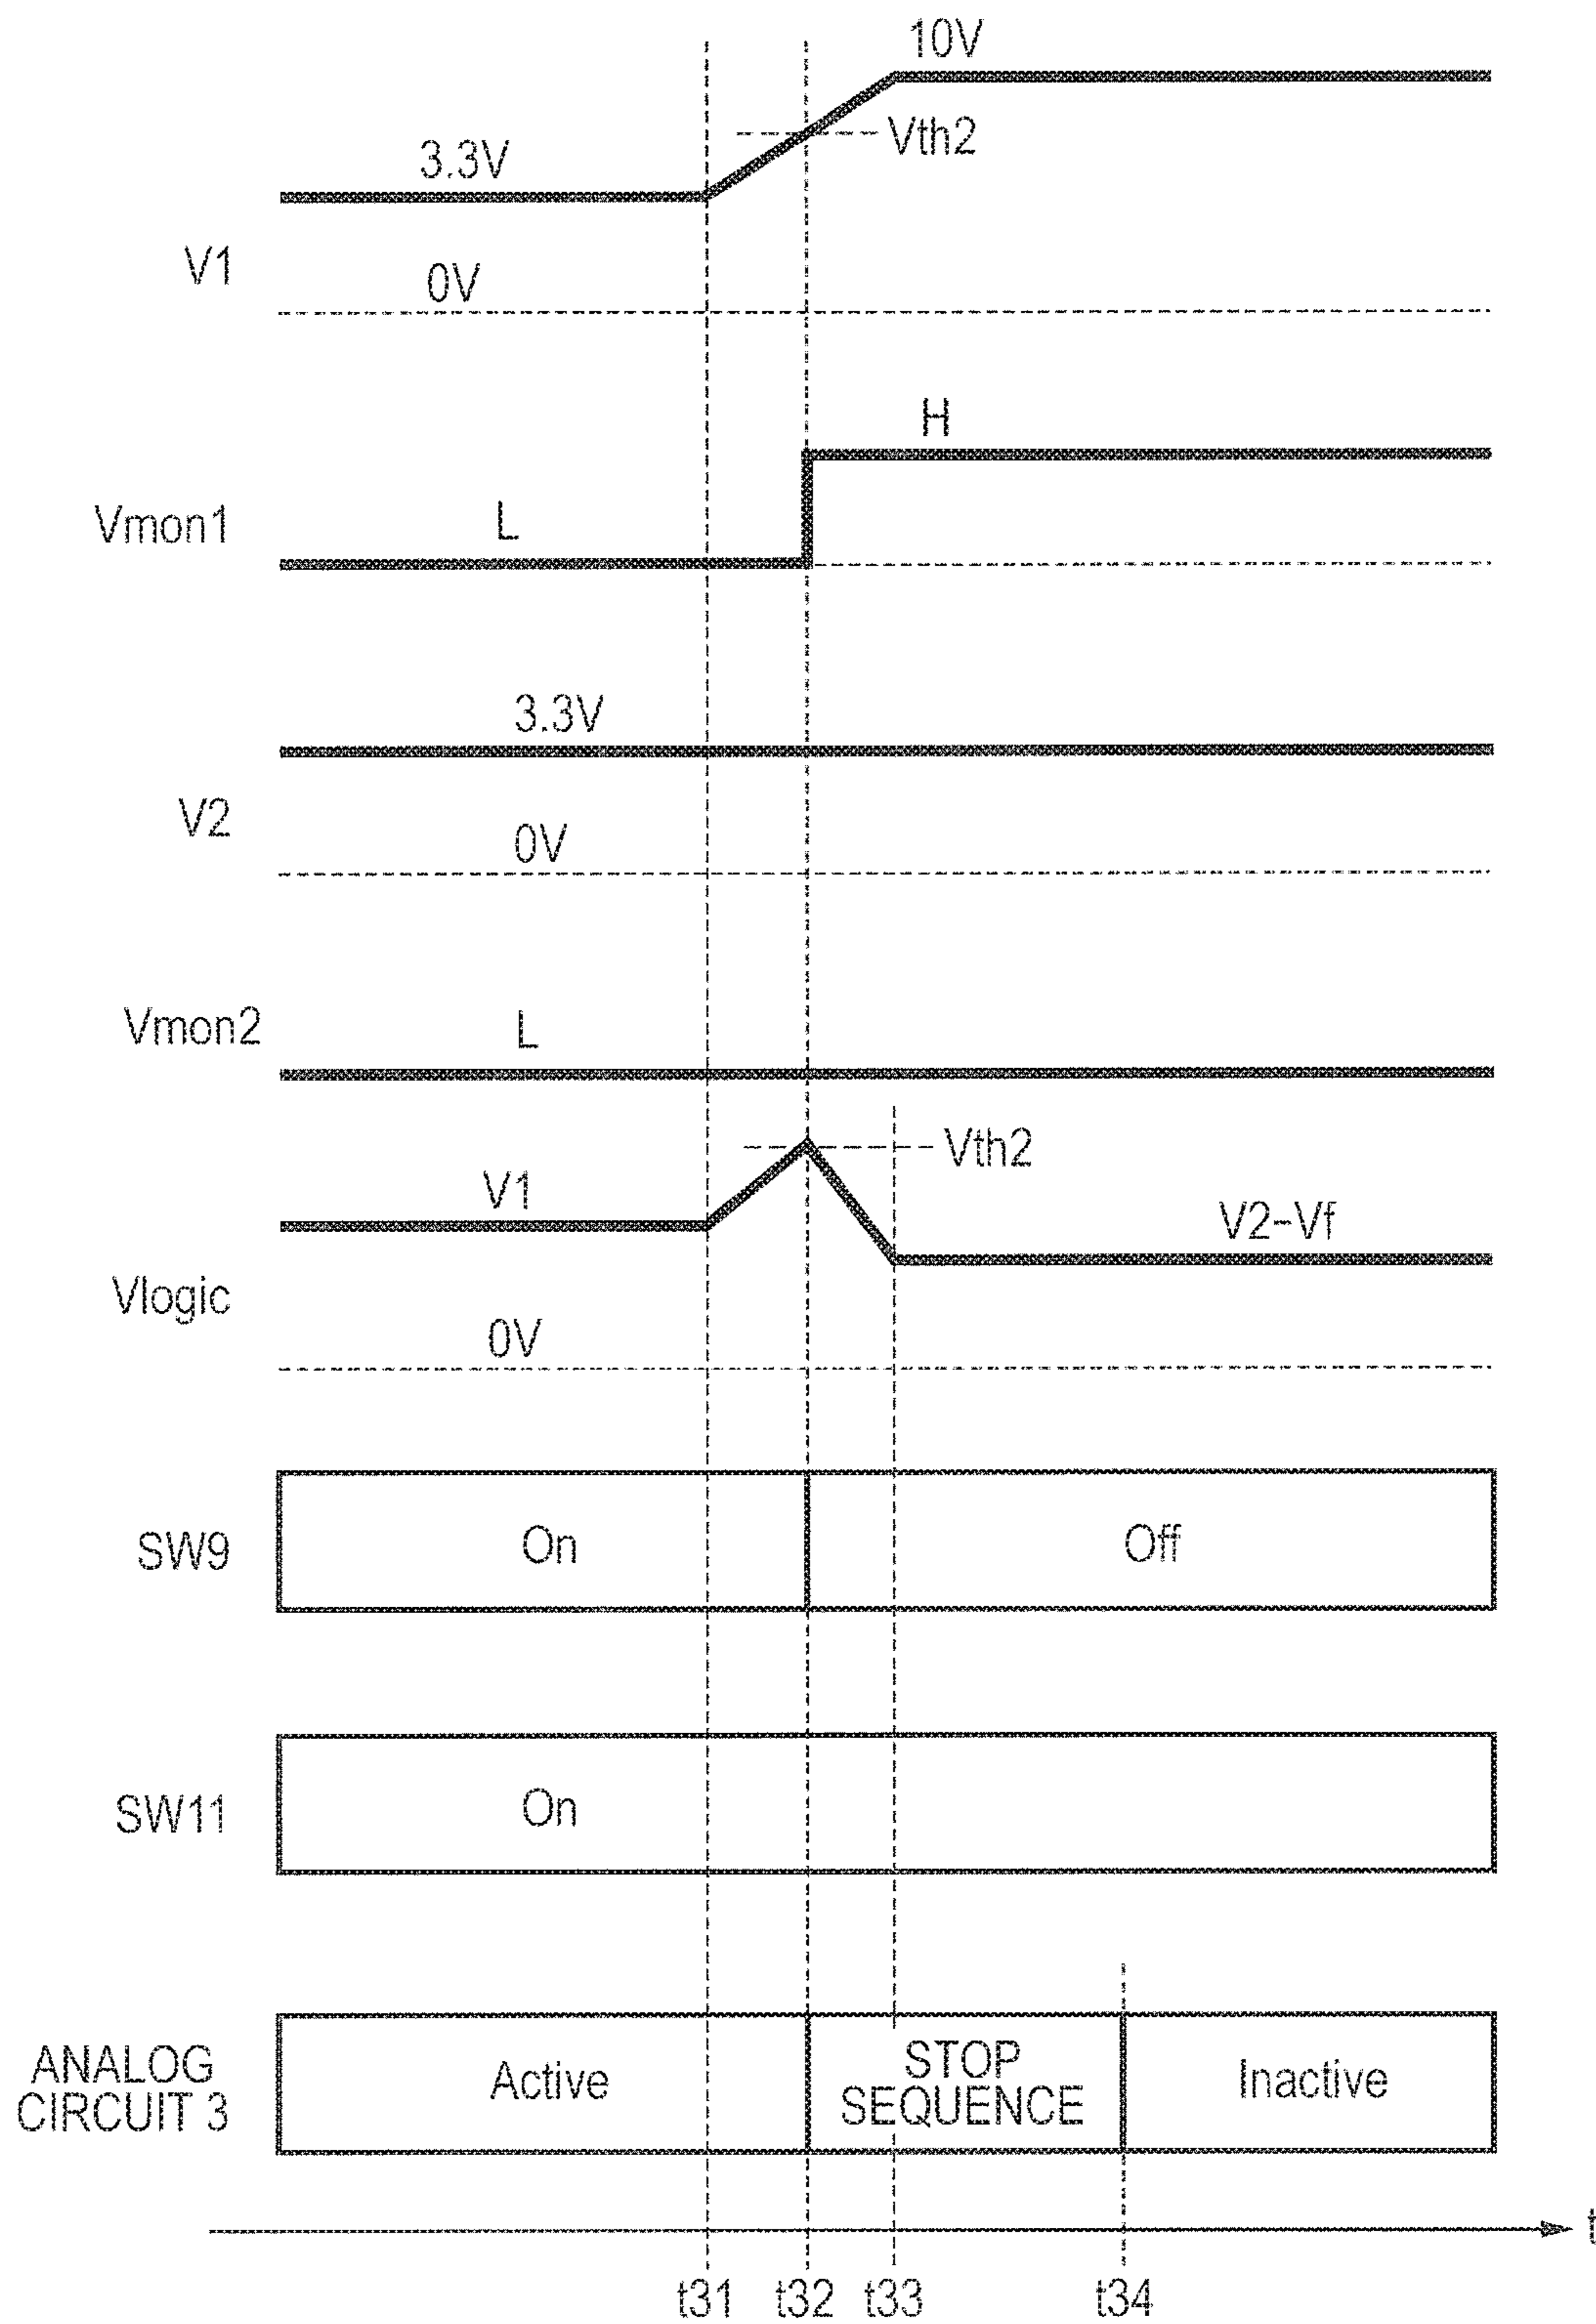 10V
Vth2
3.3V
V1
0V
H
Vmon1
L
3.3V
V2
0V
Vmon2
L
Vth2
V1
V2-Vf
Vlogic
0V
SW9
On
Off
SW11
On
ANALOG
CIRCUIT 3
Active
STOP
SEQUENCE
Inactive
t
t31
t32
t33
t34